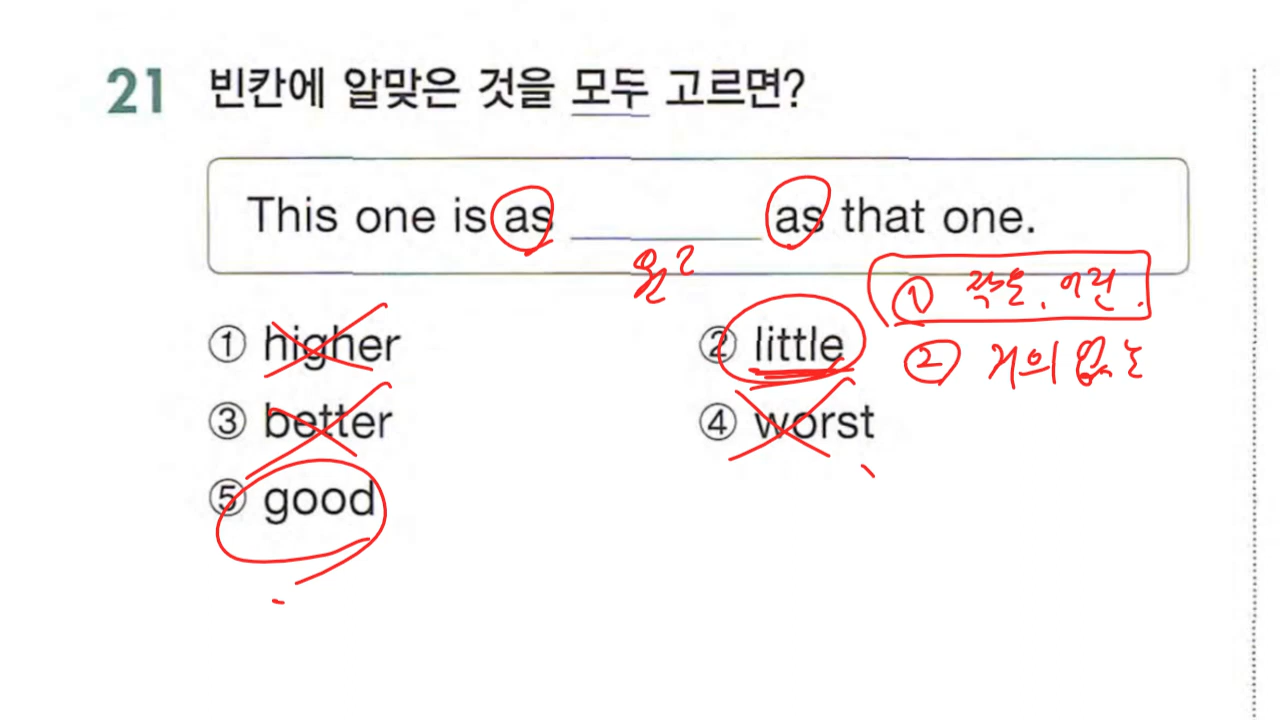 21 빈칸에 알맞은 것을 모두 고르면?
This one is as ________ as that one.
원급
① 작은, 어린
① higher
② little
② 거의 없는
③ better
④ worst
⑤ good